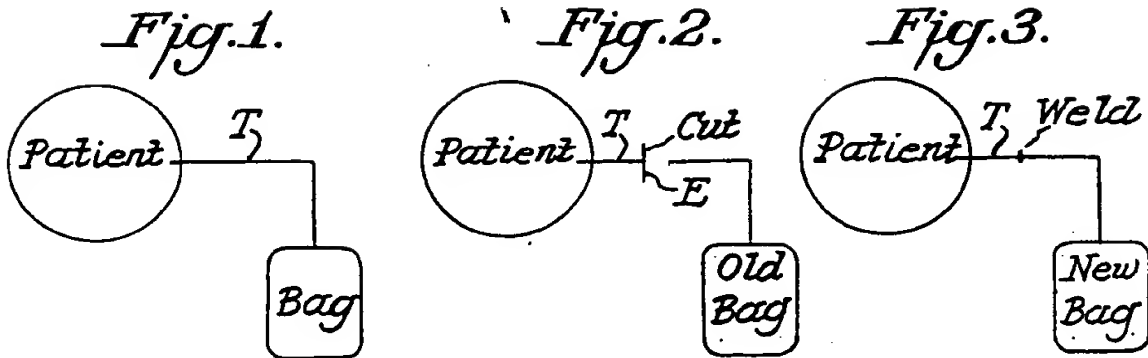 Fig.1.
Patient
T
Bag
Fig.2.
Patient
T
Cut
E
Old
Bag
Fig.3.
Patient
T
Weld
New
Bag